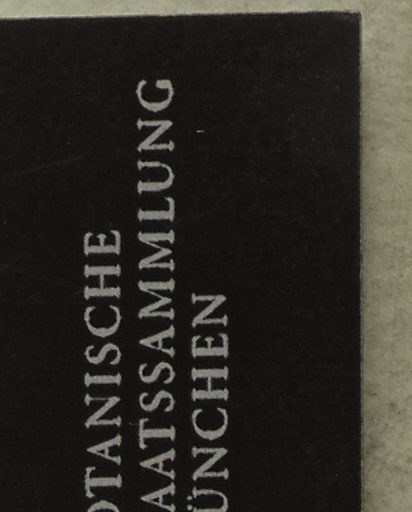 OTANISCHE
AATSSAMMLUNG
ÜNCHEN